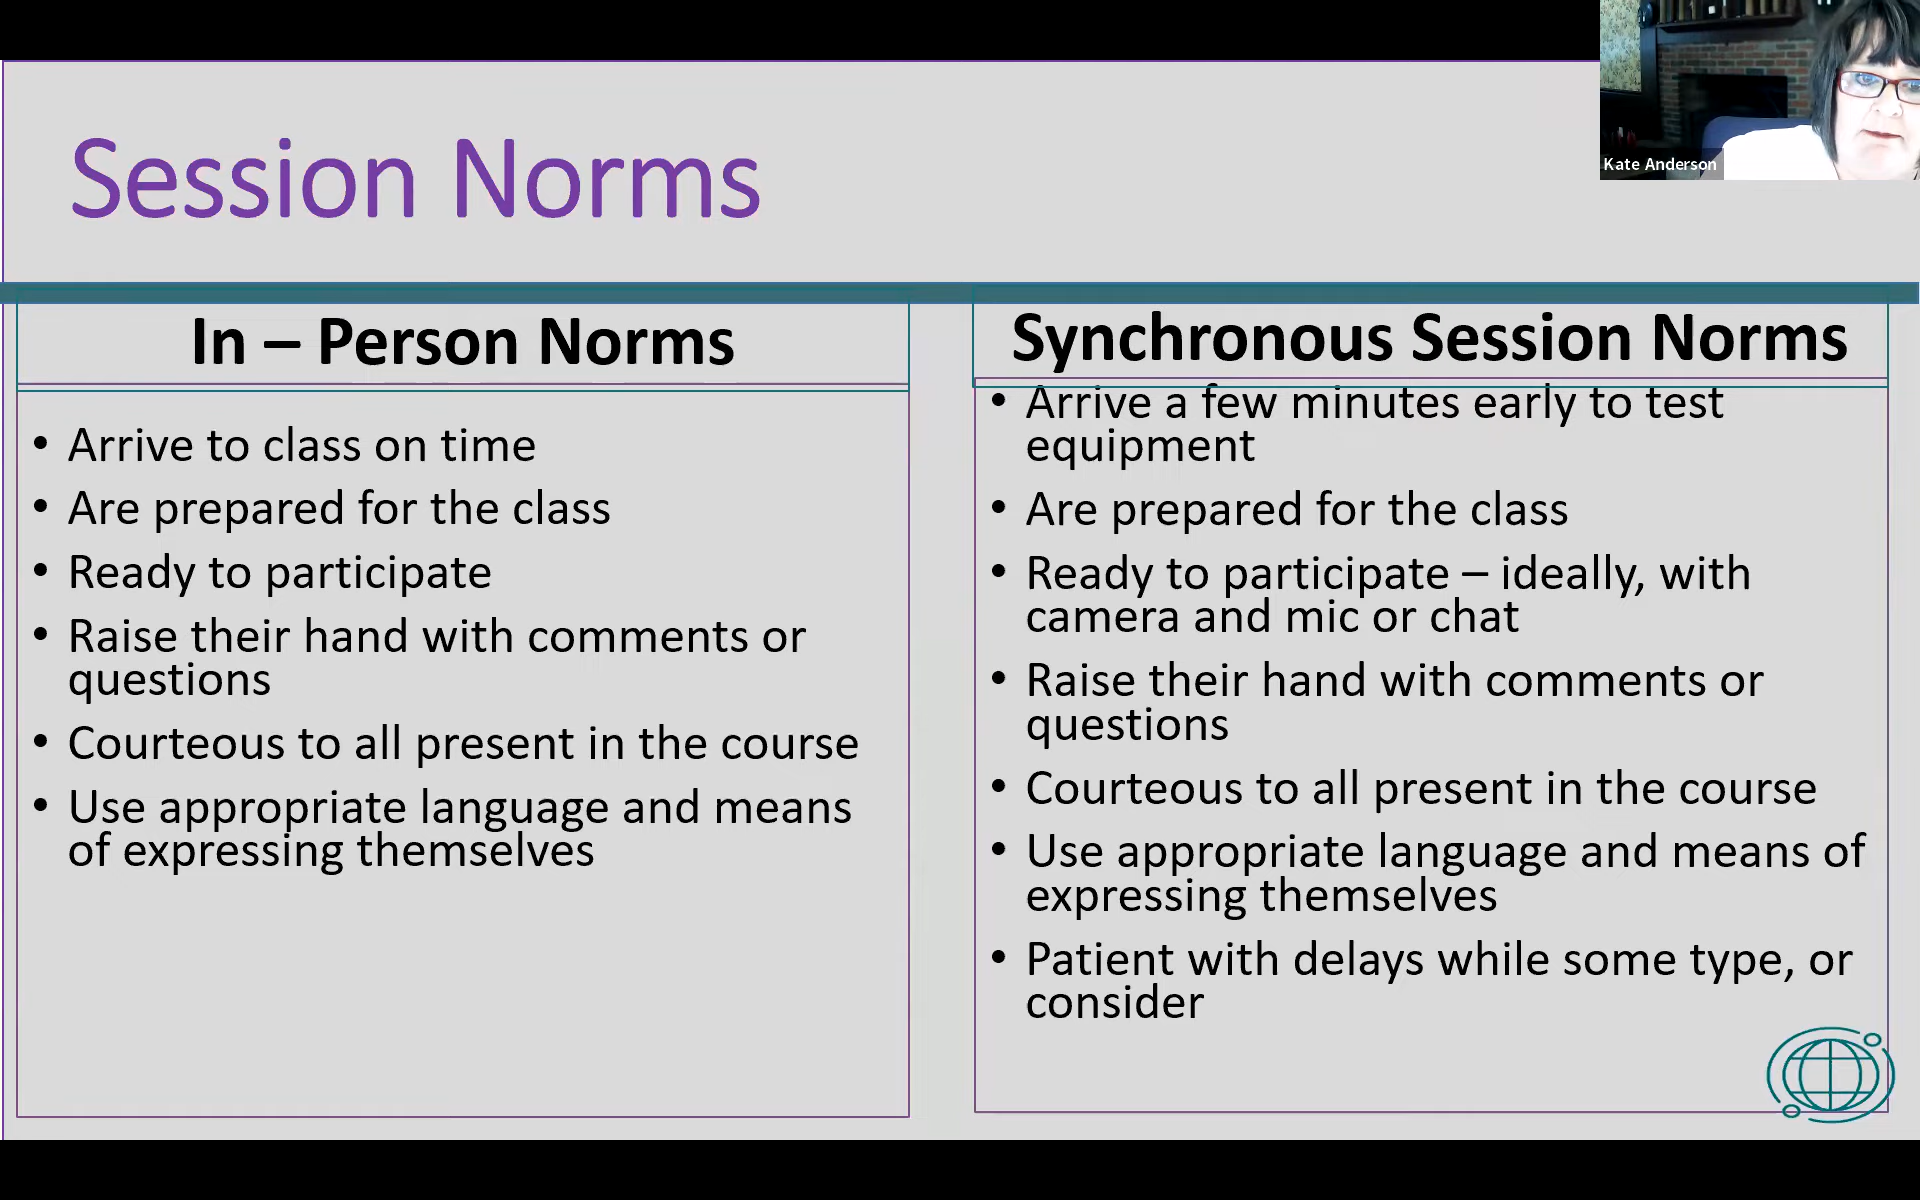 Kate Anderson
Session Norms
In – Person Norms
• Arrive to class on time
• Are prepared for the class
• Ready to participate
• Raise their hand with comments or
questions
• Courteous to all present in the course
• Use appropriate language and means
of expressing themselves
Synchronous Session Norms
• Arrive a few minutes early to test
equipment
• Are prepared for the class
• Ready to participate – ideally, with
camera and mic or chat
• Raise their hand with comments or
questions
• Courteous to all present in the course
• Use appropriate language and means of
expressing themselves
• Patient with delays while some type, or
consider